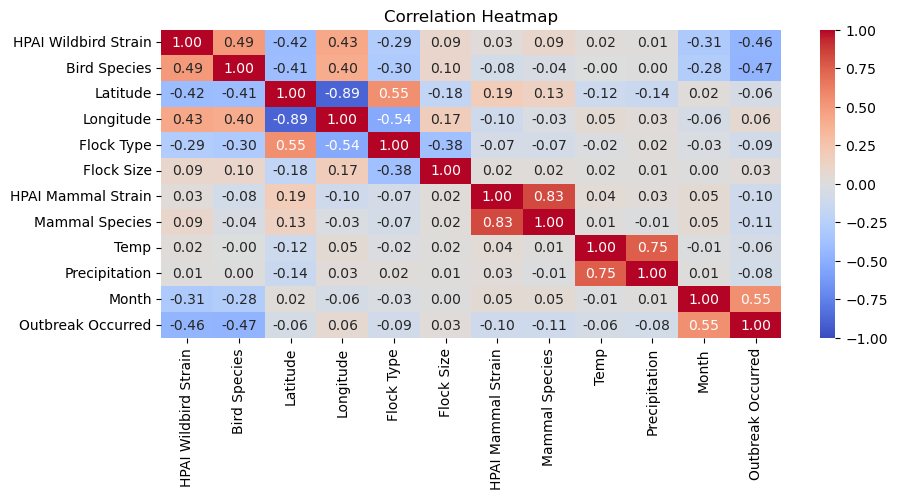 Correlation Heatmap
HPAI Wildbird Strain 1.00 0.49 -0.42 0.43 -0.29 0.09 0.03 0.09 0.02 0.01 -0.31 -0.46
Bird Species 0.49 1.00 -0.41 0.40 -0.30 0.10 -0.08 -0.04 -0.00 0.00 -0.28 -0.47
Latitude -0.42 -0.41 1.00 -0.89 0.55 -0.18 0.19 0.13 -0.12 -0.14 0.02 -0.06
Longitude 0.43 0.40 -0.89 1.00 -0.54 0.17 -0.10 -0.03 0.05 0.03 -0.06 0.06
Flock Type -0.29 -0.30 0.55 -0.54 1.00 -0.38 -0.07 -0.07 -0.02 0.02 -0.03 -0.09
Flock Size 0.09 0.10 -0.18 0.17 -0.38 1.00 0.02 0.02 0.02 0.01 0.00 0.03
HPAI Mammal Strain 0.03 -0.08 0.19 -0.10 -0.07 0.02 1.00 0.83 0.04 0.03 0.05 -0.10
Mammal Species 0.09 -0.04 0.13 -0.03 -0.07 0.02 0.83 1.00 0.01 -0.01 0.05 -0.11
Temp 0.02 -0.00 -0.12 0.05 -0.02 0.02 0.04 0.01 1.00 0.75 -0.01 -0.06
Precipitation 0.01 0.00 -0.14 0.03 0.02 0.01 0.03 -0.01 0.75 1.00 0.01 -0.08
Month -0.31 -0.28 0.02 -0.06 -0.03 0.00 0.05 0.05 -0.01 0.01 1.00 0.55
Outbreak Occurred -0.46 -0.47 -0.06 0.06 -0.09 0.03 -0.10 -0.11 -0.06 -0.08 0.55 1.00
HPAI Wildbird Strain
Bird Species
Latitude
Longitude
Flock Type
Flock Size
HPAI Mammal Strain
Mammal Species
Temp
Precipitation
Month
Outbreak Occurred
1.00
0.75
0.50
0.25
0.00
−0.25
−0.50
−0.75
−1.00